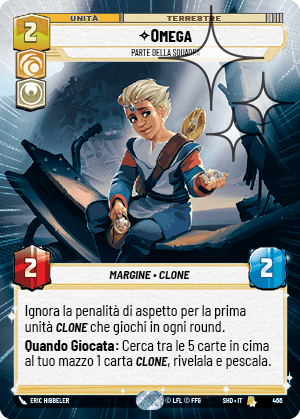 UNITÀ
TERRESTRE
2
OMEGA
PARTE DELLA SQUADRA
2
2
MARGINE • CLONE
Ignora la penalità di aspetto per la prima
unità CLONE che giochi in ogni round.
Quando Giocata: Cerca tra le 5 carte in cima
al tuo mazzo 1 carta CLONE, rivelala e pescala.
ERIC HIBBELER
© LFL © FFG
SHD • IT
466